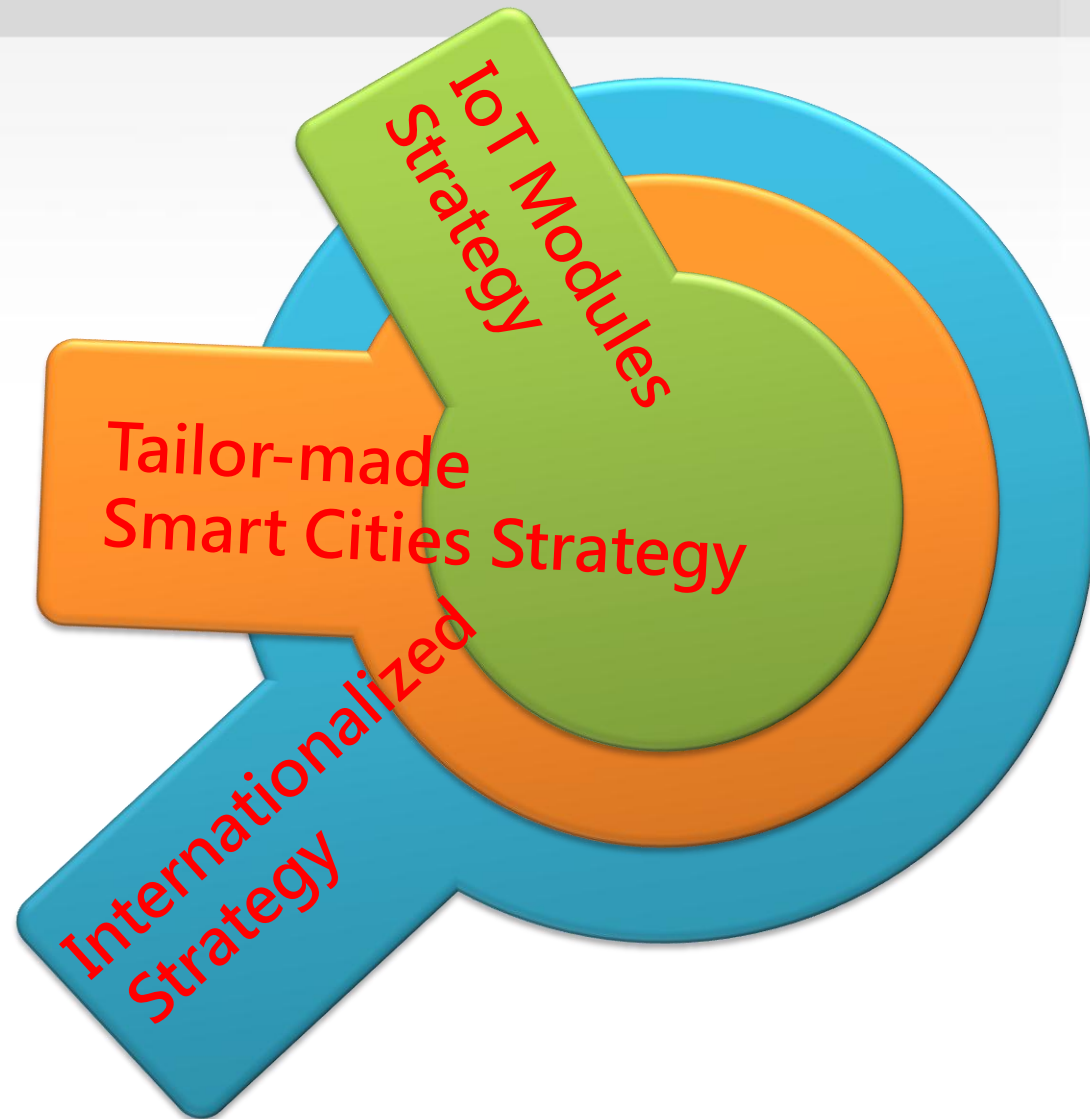 IoT Modules
Strategy
Tailor-made
Smart Cities Strategy
Internationalized
Strategy